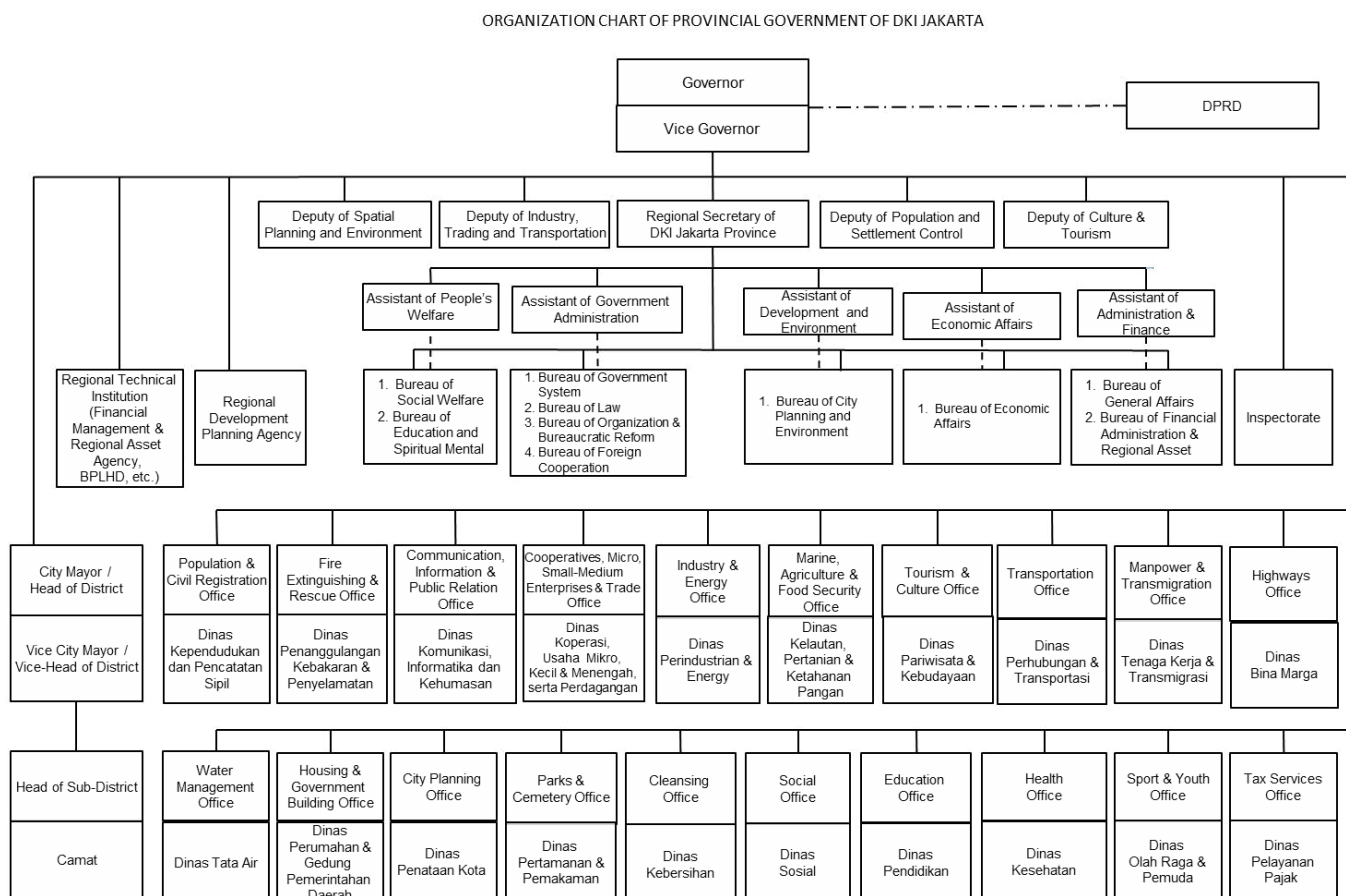 ORGANIZATION CHART OF PROVINCIAL GOVERNMENT OF DKI JAKARTA
Governor
Vice Governor
DPRD
Deputy of Spatial
Planning and Environment
Deputy of Industry,
Trading and Transportation
Regional Secretary of
DKI Jakarta Province
Deputy of Population and
Settlement Control
Deputy of Culture &
Tourism
Assistant of People's
Welfare
Assistant of Government
Administration
Assistant of
Development and
Environment
Assistant of
Economic Affairs
Assistant of
Administration &
Finance
Regional Technical
Institution
(Financial
Management &
Regional Asset
Agency,
BPLHD, etc.)
Regional
Development
Planning Agency
1. Bureau of
Social Welfare
2. Bureau of
Education and
Spiritual Mental
1. Bureau of Government
System
2. Bureau of Law
3. Bureau of Organization &
Bureaucratic Reform
4. Bureau of Foreign
Cooperation
1. Bureau of City
Planning and
Environment
1. Bureau of Economic
Affairs
1. Bureau of
General Affairs
2. Bureau of Financial
Administration &
Regional Asset
Inspectorate
City Mayor /
Head of District
Vice City Mayor /
Vice-Head of District
Population &
Civil Registration
Office
Dinas
Kependudukan
dan Pencatatan
Sipil
Fire
Extinguishing &
Rescue Office
Dinas
Penanggulangan
Kebakaran &
Penyelamatan
Communication,
Information &
Public Relation
Office
Dinas
Komunikasi,
Informatika dan
Kehumasan
Cooperatives, Micro,
Small-Medium
Enterprises & Trade
Office
Dinas
Koperasi,
Usaha Mikro,
Kecil & Menengah,
serta Perdagangan
Industry &
Energy
Office
Dinas
Perindustrian &
Energy
Marine,
Agriculture &
Food Security
Office
Dinas
Kelautan,
Pertanian &
Ketahanan
Pangan
Tourism &
Culture Office
Dinas
Pariwisata &
Kebudayaan
Transportation
Office
Dinas
Perhubungan &
Transportasi
Manpower &
Transmigration
Office
Dinas
Tenaga Kerja &
Transmigrasi
Highways
Office
Dinas
Bina Marga
Head of Sub-District
Camat
Water
Management
Office
Dinas Tata Air
Housing &
Government
Building Office
Dinas
Perumahan &
Gedung
Pemerintahan
Daerah
City Planning
Office
Dinas
Penataan Kota
Parks &
Cemetery Office
Dinas
Pertamanan &
Pemakaman
Cleansing
Office
Dinas
Kebersihan
Social
Office
Dinas
Sosial
Education
Office
Dinas
Pendidikan
Health
Office
Dinas
Kesehatan
Sport & Youth
Office
Dinas
Olah Raga &
Pemuda
Tax Services
Office
Dinas
Pelayanan
Pajak